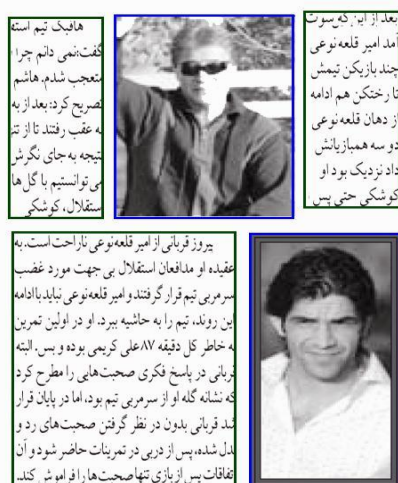 بعد از این که سوت
آمد امیر قلعه‌نوعی
چند بازیکن تیمش
تا رختکن هم ادامه
از دهان قلعه‌نوعی
دو سه همبازیانش
داد نزدیک بود او
کوشکی حتی پس
هافبک تیم استه
گفت:نمی دانم چرا
متعجب شدم. هاشم
تصریح کرد: بعد از به
به عقب رفتند تا از تن
نتیجه به جای نگرش
می توانستیم با گل ها
استقلال، کوشکی
پیروز قربانی از امیر قلعه‌نوعی ناراحت است. به
عقیده او مدافعان استقلال بی جهت مورد غضب
سرمربی تیم قرار گرفتند و امیر قلعه‌نوعی نباید باادامه
این روند، تیم را به حاشیه ببرد. او در اولین تمرین
به خاطر کل دقیقه ۸۷ علی کریمی بوده و بس. البته
قربانی در پاسخ فکری صحبت‌هایی را مطرح کرد
که نشانه گله او از سرمربی تیم بود، اما در پایان قرار
شد قربانی بدون در نظر گرفتن صحبت‌های رد و
بدل شده، پس از دربی در تمرینات حاضر شود و آن
اتفاقات پس از بازی تنها صحبت‌ها را فراموش کند.